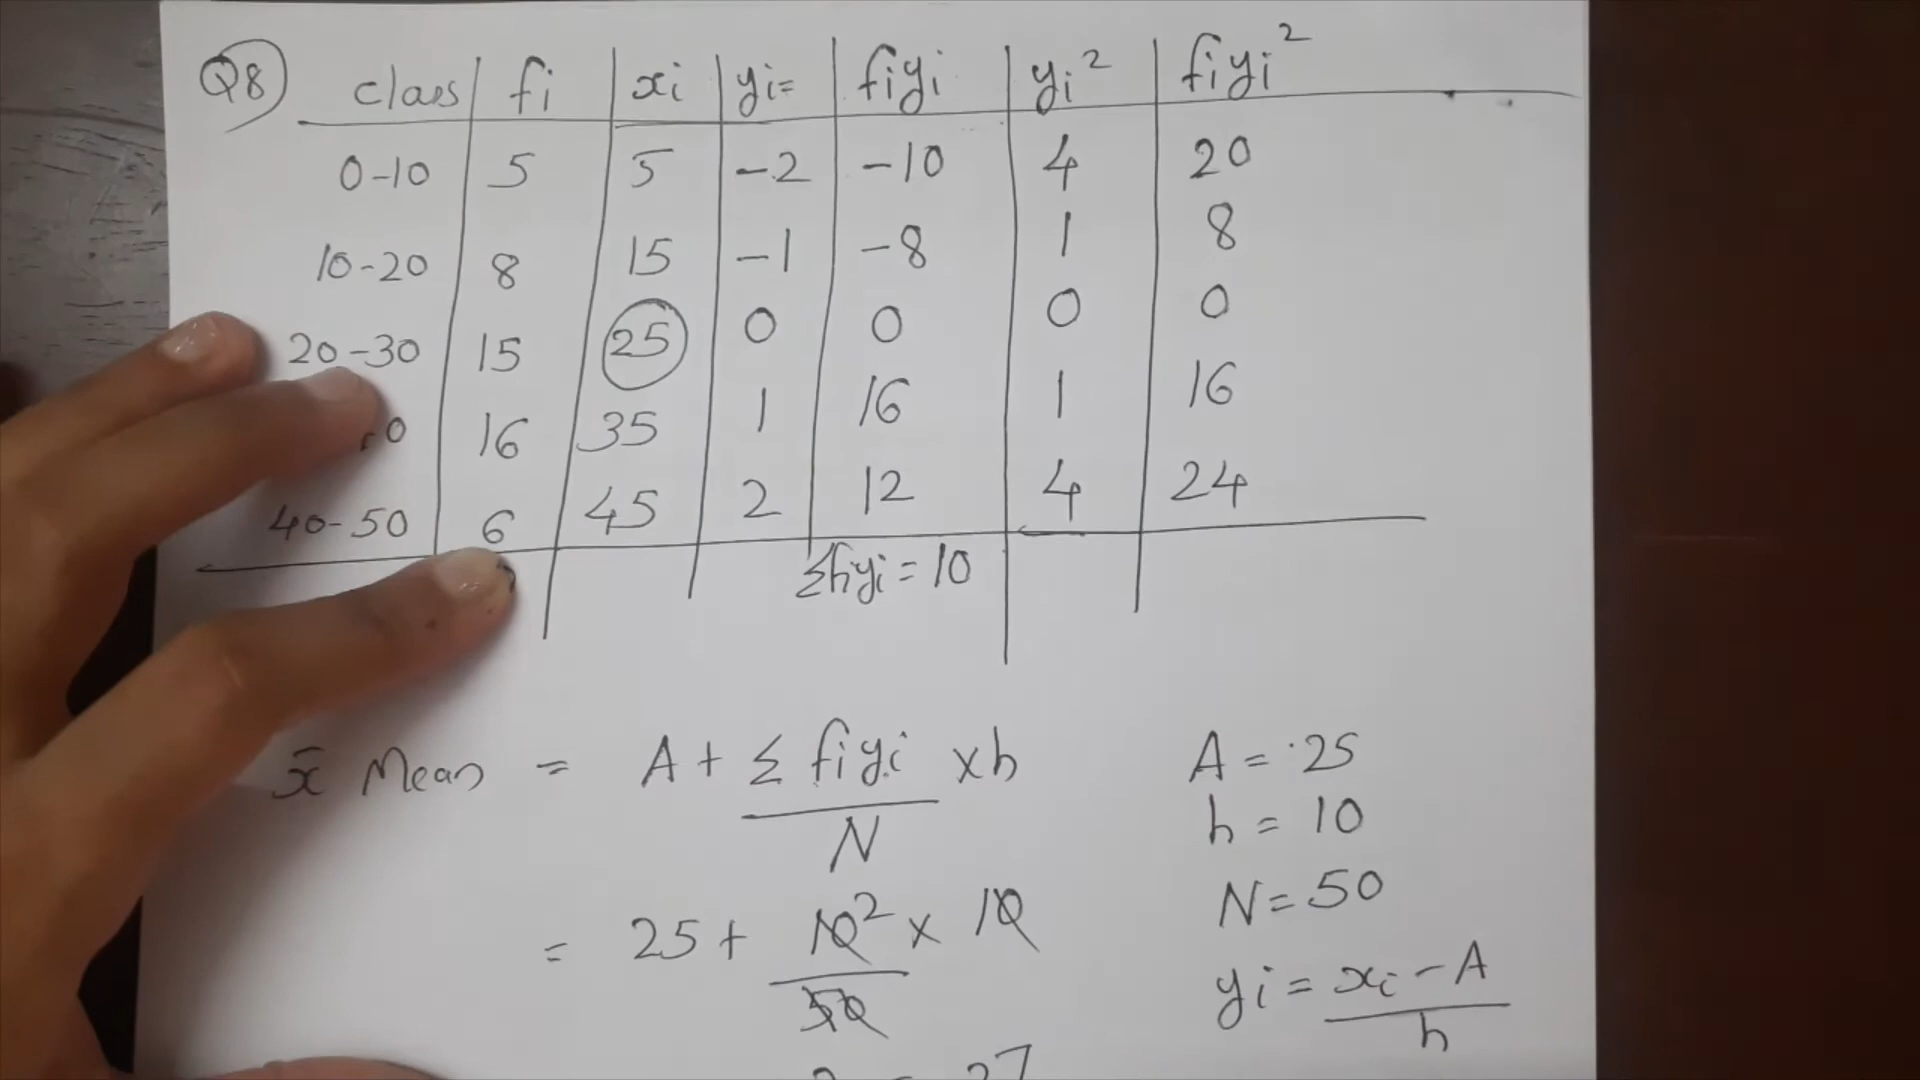 Q8 class fi xi yi= fiyi yi² fiyi²
0-10 5 5 -2 -10 4 20
10-20 8 15 -1 -8 1 8
20-30 15 25 0 0 0 0
0 16 35 1 16 1 16
40-50 6 45 2 12 4 24
Σfiyi = 10
x̄ Mean = A + Σ fiyi / N × h
= 25 + 10² / 50 × 10
27
A = 25
h = 10
N = 50
yi = xi - A / h